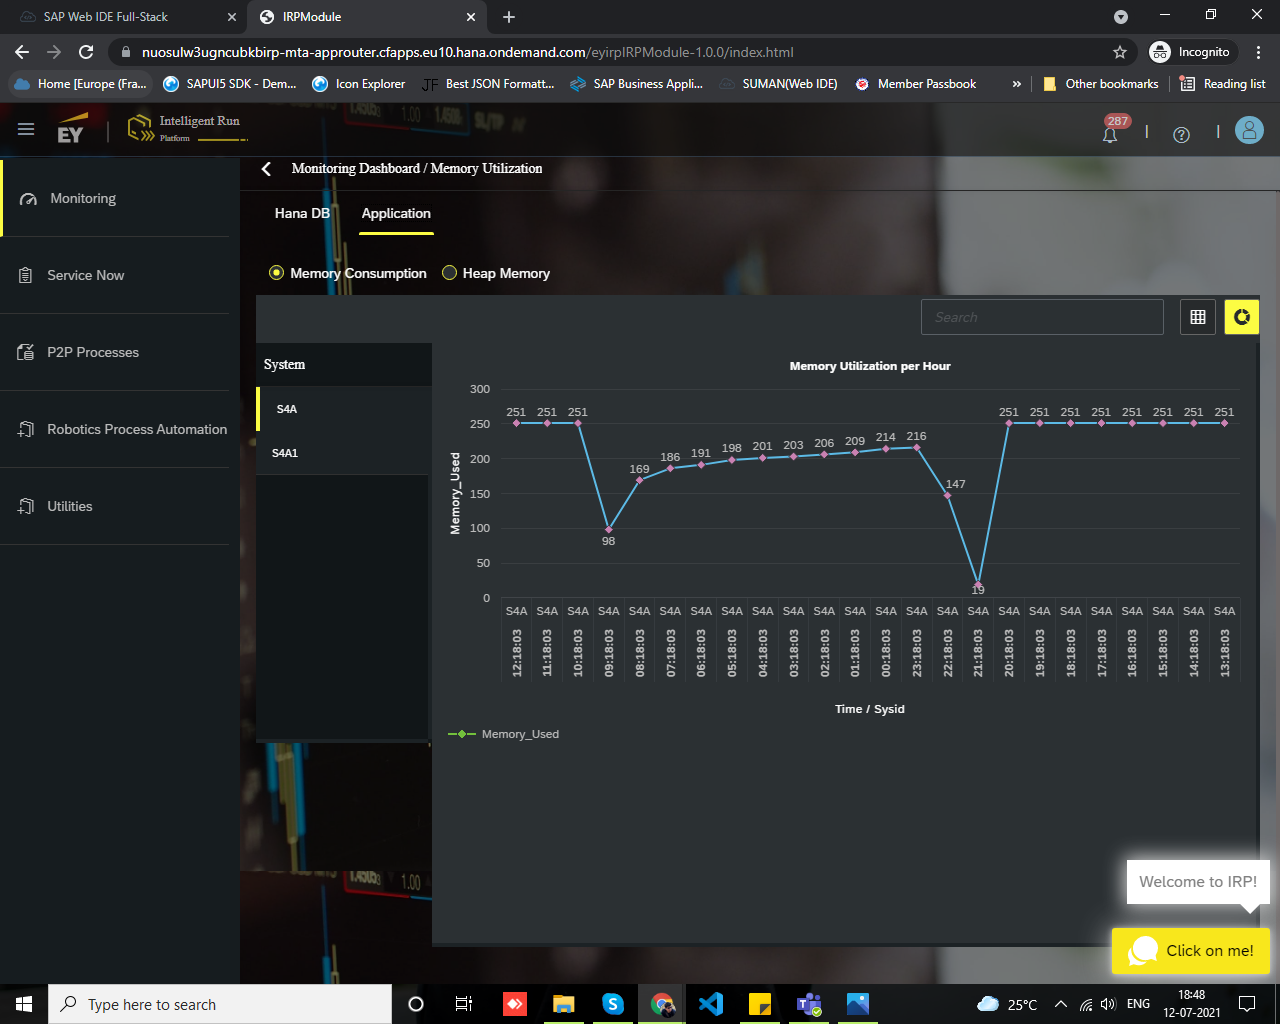 SAP Web IDE Full-Stack
IRPModule
nuosulw3ugncubkbirp-mta-approuter.cfapps.eu10.hana.ondemand.com/eyirpIRPModule-1.0.0/index.html
Incognito
Home [Europe (Fra...
SAPUI5 SDK - Dem...
Icon Explorer
JF Best JSON Formatt...
SAP Business Appli...
SUMAN(Web IDE)
Member Passbook
»
Other bookmarks
Reading list
EY
Intelligent Run
Platform
287
Monitoring
Service Now
P2P Processes
Robotics Process Automation
Utilities
Monitoring Dashboard / Memory Utilization
Hana DB Application
Memory Consumption Heap Memory
Search
System
S4A
S4A1
Memory Utilization per Hour
Memory_Used
300
250
200
150
100
50
0
251 251 251 98 169 186 191 198 201 203 206 209 214 216 147 19 251 251 251 251 251 251 251 251
S4A S4A S4A S4A S4A S4A S4A S4A S4A S4A S4A S4A S4A S4A S4A S4A S4A S4A S4A S4A S4A S4A S4A S4A
12:18:03 11:18:03 10:18:03 09:18:03 08:18:03 07:18:03 06:18:03 05:18:03 04:18:03 03:18:03 02:18:03 01:18:03 00:18:03 23:18:03 22:18:03 21:18:03 20:18:03 19:18:03 18:18:03 17:18:03 16:18:03 15:18:03 14:18:03 13:18:03
Time / Sysid
Memory_Used
1.00
SL/TP
1.00
Welcome to IRP!
Click on me!
Type here to search
25°C
ENG
18:48
12-07-2021